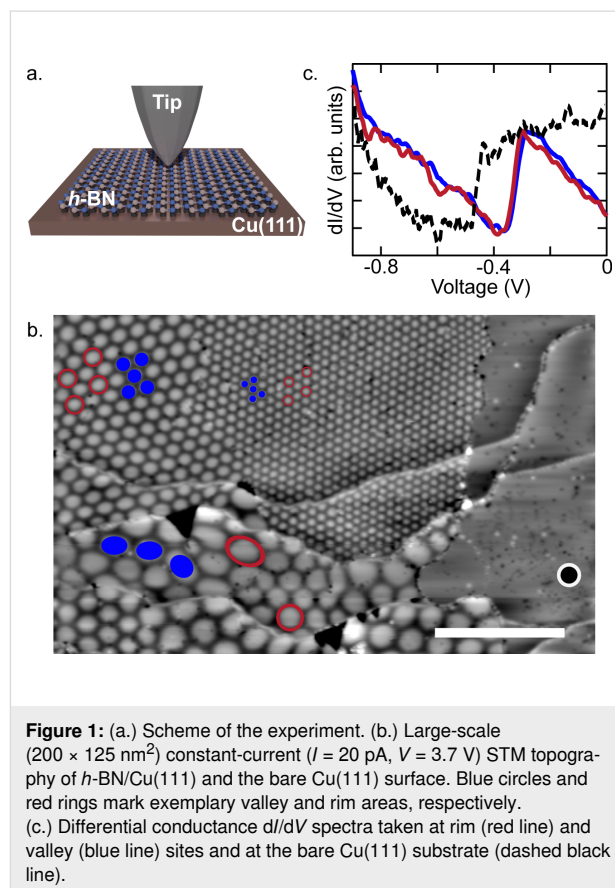 a.
Tip
h-BN
Cu(111)
c.
dI/dV (arb. units)
-0.8
-0.4
0
Voltage (V)
b.
Figure 1: (a.) Scheme of the experiment. (b.) Large-scale
(200 × 125 nm²) constant-current (I = 20 pA, V = 3.7 V) STM topogra-
phy of h-BN/Cu(111) and the bare Cu(111) surface. Blue circles and
red rings mark exemplary valley and rim areas, respectively.
(c.) Differential conductance dI/dV spectra taken at rim (red line) and
valley (blue line) sites and at the bare Cu(111) substrate (dashed black
line).